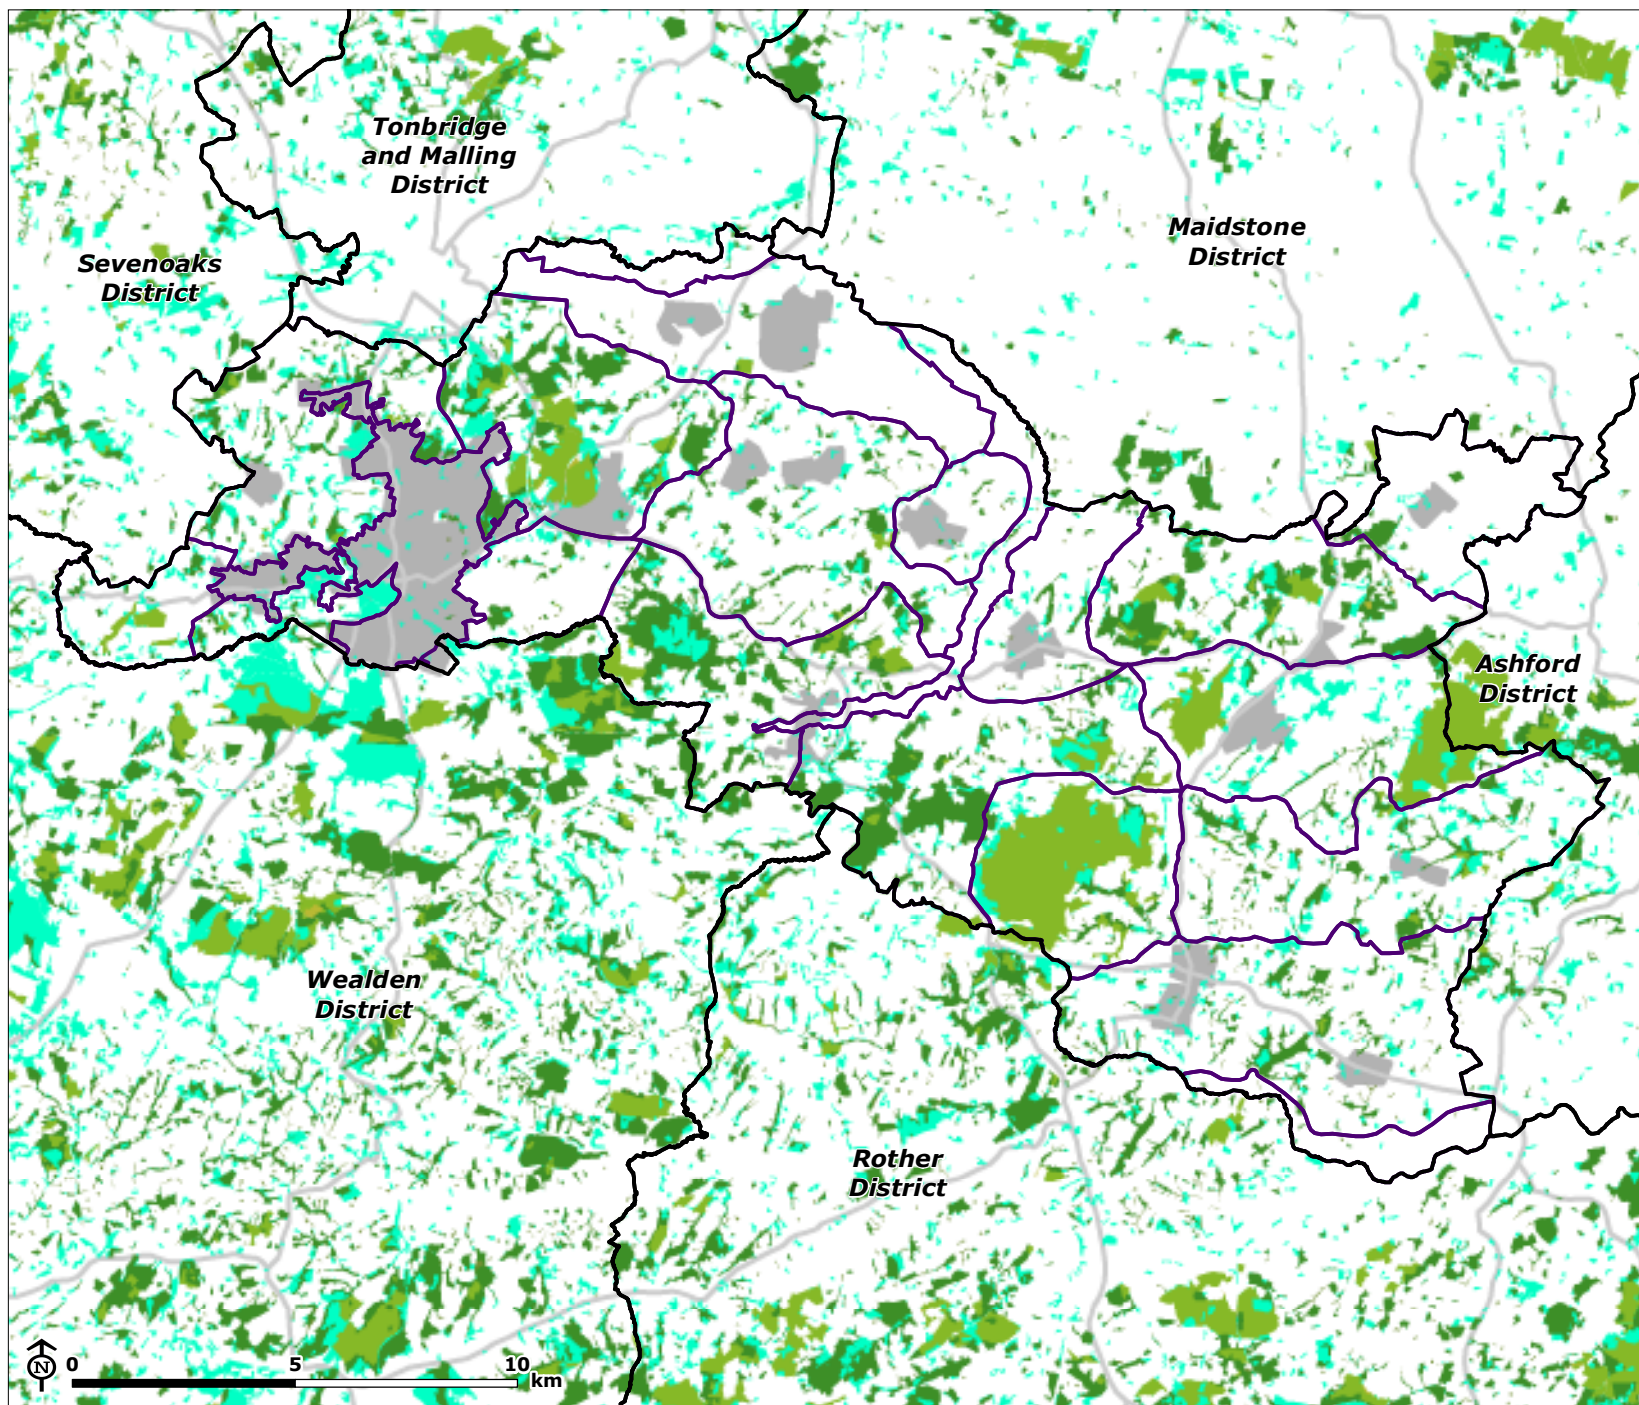 Tonbridge
and Malling
District
Maidstone
District
Sevenoaks
District
Ashford
District
Wealden
District
Rother
District
N
0 5 10
km